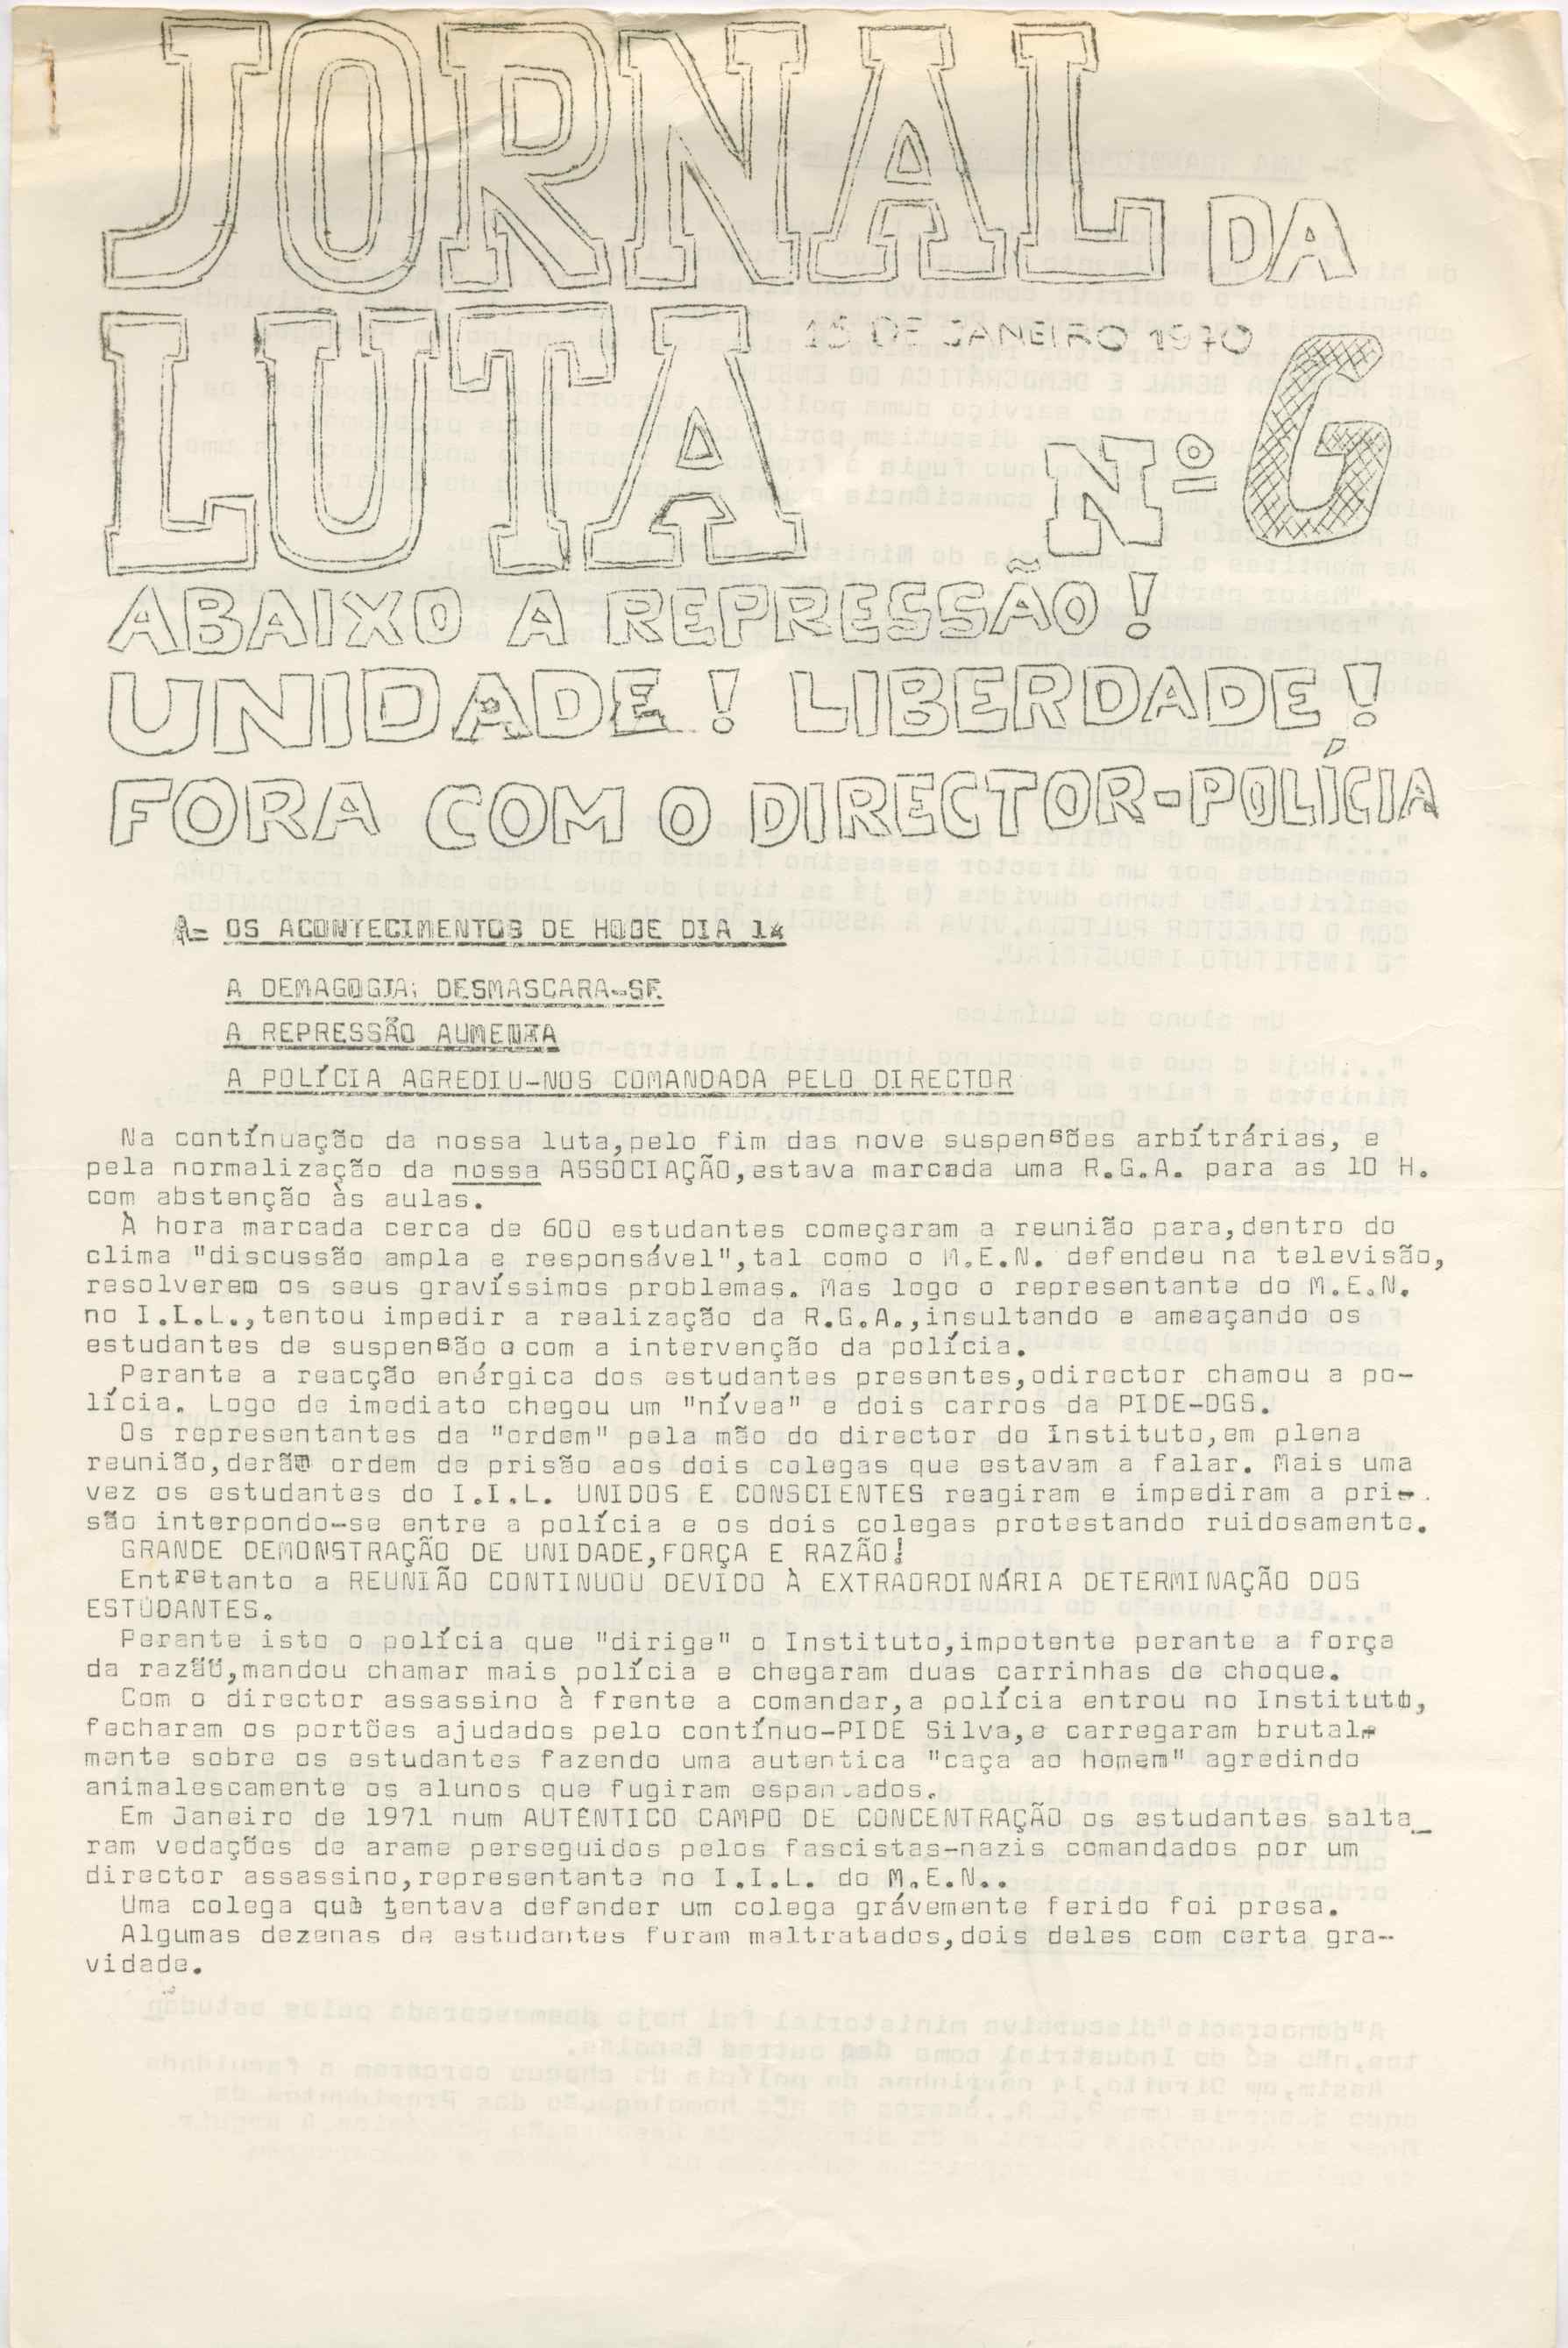 JORNAL DA
LUTA 15 DE JANEIRO 1970
Nº 6
ABAIXO A REPRESSÃO!
UNIDADE! LIBERDADE!
FORA COM O DIRECTOR-POLÍCIA
A- OS ACONTECIMENTOS DE HOJE DIA 14
A DEMAGOGIA DESMASCARA-SE
A REPRESSÃO AUMENTA
A POLÍCIA AGREDIU-NOS COMANDADA PELO DIRECTOR
Na contínuação da nossa luta,pelo fim das nove suspensões arbítrárias, e
pela normalização da nossa ASSOCIAÇÃO,estava marcada uma R.G.A. para as 10 H.
com abstenção às aulas.
À hora marcada cerca de 600 estudantes começaram a reunião para,dentro do
clima "discussão ampla e responsável",tal como o M.E.N. defendeu na televisão,
resolverem os seus gravíssimos problemas. Mas logo o representante do M.E.N.
no I.I.L.,tentou impedir a realização da R.G.A.,insultando e ameaçando os
estudantes de suspensão e com a intervenção da polícia.
Perante a reacção enérgica dos estudantes presentes,odirector chamou a po-
lícia. Logo de imediato chegou um "nívea" e dois carros da PIDE-DGS.
Os representantes da "ordem" pela mão do director do Instituto,em plena
reunião,derão ordem de prisão aos dois colegas que estavam a falar. Mais uma
vez os estudantes do I.I.L. UNIDOS E CONSCIENTES reagiram e impediram a pri-
são interpondo-se entre a polícia e os dois colegas protestando ruidosamente.
GRANDE DEMONSTRAÇÃO DE UNIDADE,FORÇA E RAZÃO!
Entretanto a REUNIÃO CONTINUOU DEVIDO À EXTRAORDINÁRIA DETERMINAÇÃO DOS
ESTUDANTES.
Perante isto o polícia que "dirige" o Instituto,impotente perante a força
da razão,mandou chamar mais polícia e chegaram duas carrinhas de choque.
Com o director assassino à frente a comandar,a polícia entrou no Instituto,
fecharam os portões ajudados pelo contínuo-PIDE Silva,e carregaram brutal-
mente sobre os estudantes fazendo uma autentica "caça ao homem" agredindo
animalescamente os alunos que fugiram espantados.
Em Janeiro de 1971 num AUTÊNTICO CAMPO DE CONCENTRAÇÃO os estudantes salta_
ram vedações de arame perseguidos pelos fascistas-nazis comandados por um
director assassino,representante no I.I.L. do M.E.N..
Uma colega què tentava defender um colega grávemente ferido foi presa.
Algumas dezenas de estudantes furam maltratados,dois deles com certa gra-
vidade.